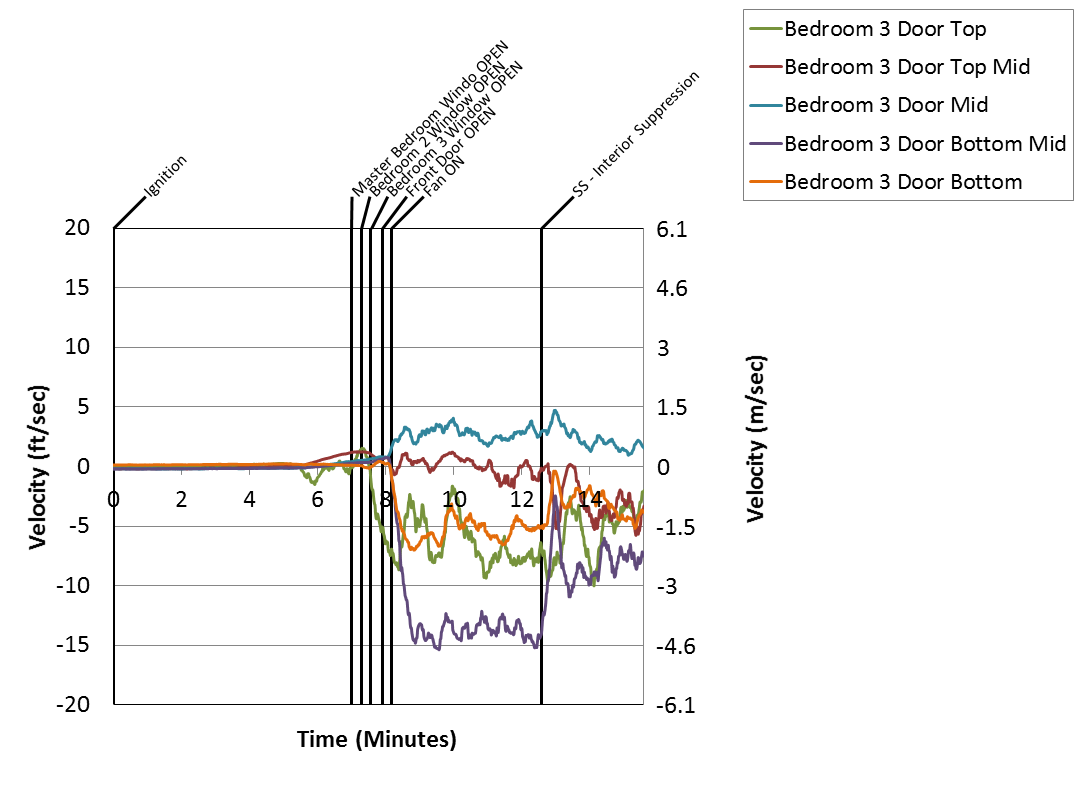 Bedroom 3 Door Top
Bedroom 3 Door Top Mid
Bedroom 3 Door Mid
Bedroom 3 Door Bottom Mid
Bedroom 3 Door Bottom
Ignition
Master Bedroom Windo OPEN
Bedroom 2 Window OPEN
Bedroom 3 Window OPEN
Front Door OPEN
Fan ON
SS - Interior Suppression
20
15
10
5
0
-5
-10
-15
-20
Velocity (ft/sec)
0 2 4 6 8 10 12 14
Time (Minutes)
6.1
4.6
3
1.5
0
-1.5
-3
-4.6
-6.1
Velocity (m/sec)